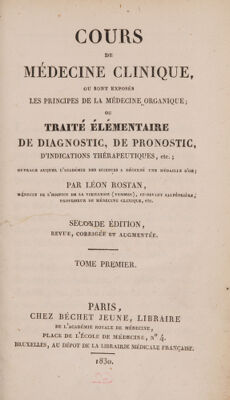 COURS
DE
MÉDECINE CLINIQUE,
OU SONT EXPOSÉS
LES PRINCIPES DE LA MÉDECINE ORGANIQUE;
OU
TRAITÉ ÉLÉMENTAIRE
DE DIAGNOSTIC, DE PRONOSTIC,
D'INDICATIONS THÉRAPEUTIQUES, etc.;
OUVRAGE AUQUEL L'ACADÉMIE DES SCIENCES A DÉCERNÉ UNE MÉDAILLE D'OR;
PAR LÉON ROSTAN,
MÉDECIN DE L'HOSPICE DE LA VIEILLESSE (FEMMES), CI-DEVANT SALPÊTRIÈRE;
PROFESSEUR DE MÉDECINE CLINIQUE, ETC.
SECONDE ÉDITION,
REVUE, CORRIGÉE ET AUGMENTÉE.
TOME PREMIER.
PARIS,
CHEZ BÉCHET JEUNE, LIBRAIRE
DE L'ACADÉMIE ROYALE DE MÉDECINE,
PLACE DE L'ÉCOLE DE MÉDECINE, Nº 4.
BRUXELLES, AU DÉPOT DE LA LIBRAIRIE MÉDICALE FRANÇAISE.
1830.